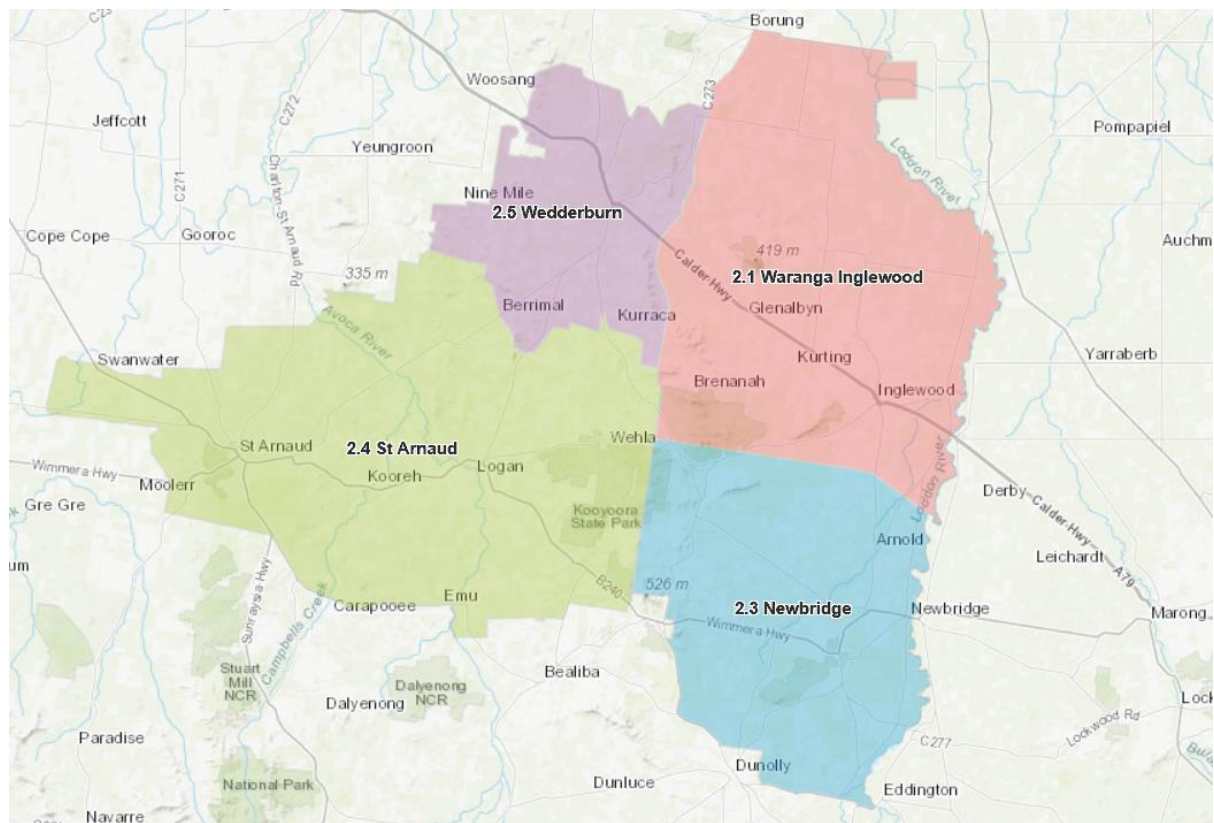 Borung
C23
Woosang
C273
C272
Jeffcott
Pompapiel
Yeungroon
Loddon River
C271
Charlton-St Arnaud Rd
Nine Mile
2.5 Wedderburn
Cope Cope
Gooroc
Auchm
419 m
335 m
Calder-Hwy
2.1 Waranga Inglewood
Berrimal
Kurraca
Glenalbyn
Avoca River
Swanwater
Kurting
Yarraberb
Brenanah
Inglewood
St Arnaud
2.4 St Arnaud
Wehla
Wimmera Hwy
Logan
Moolerr
Kooreh
Loddon River
Derby
Calder-Hwy
Gre Gre
Kooyoora
State Park
Arnold
Leichardt
um
A79
B240
526 m
Emu
Carapooee
2.3 Newbridge
Newbridge
Marong
Sunraysia Hwy
Campbells Creek
Wimmera Hwy
Stuart
Mill
NCR
Bealiba
Dalyenong
NCR
Dalyenong
Lock
Lockwood Rd
Paradise
C277
Dunolly
National Park
Dunluce
Eddington
Navarre